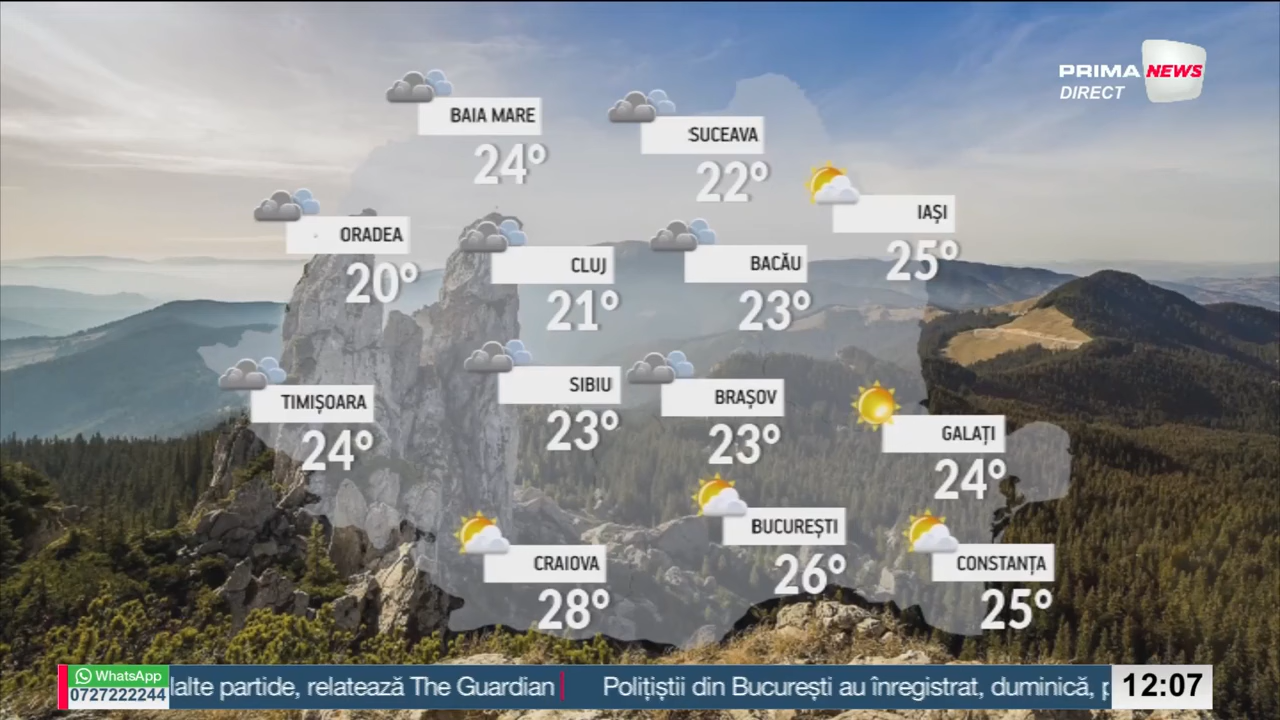 PRIMA NEWS
DIRECT
BAIA MARE
24°
SUCEAVA
22°
IAȘI
25°
ORADEA
20°
CLUJ
21°
BACĂU
23°
TIMIȘOARA
24°
SIBIU
23°
BRAȘOV
23°
GALAȚI
24°
BUCUREȘTI
26°
CRAIOVA
28°
CONSTANȚA
25°
WhatsApp
0727222244
lalte partide, relatează The Guardian
Polițiștii din București au înregistrat, duminică,
12:07